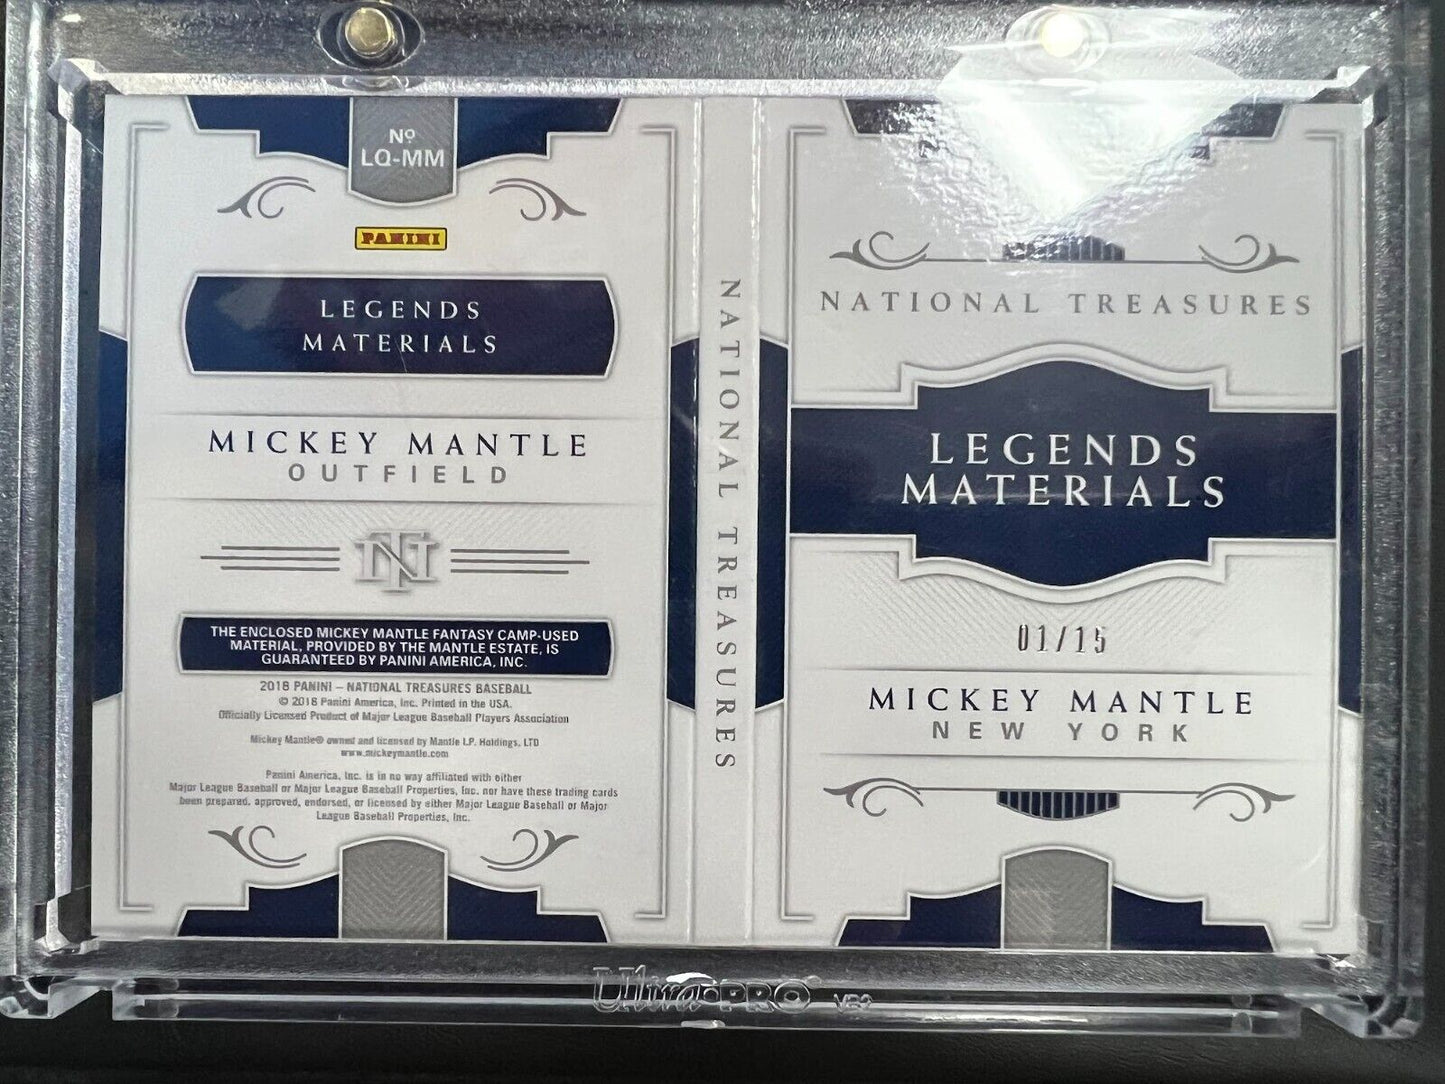 Nº
LQ-MM
PANINI
LEGENDS
MATERIALS
MICKEY MANTLE
OUTFIELD
NT
THE ENCLOSED MICKEY MANTLE FANTASY CAMP-USED
MATERIAL, PROVIDED BY THE MANTLE ESTATE, IS
GUARANTEED BY PANINI AMERICA, INC.
2018 PANINI – NATIONAL TREASURES BASEBALL
© 2018 Panini America, Inc. Printed in the USA.
Officially Licensed Product of Major League Baseball Players Association
Mickey Mantle® owned and licensed by Mantle I.P. Holdings, LTD
www.mickeymantle.com
Panini America, Inc. is in no way affiliated with either
Major League Baseball or Major League Baseball Properties, Inc. nor have these trading cards
been prepared, approved, endorsed, or licensed by either Major League Baseball or Major
League Baseball Properties, Inc.
NATIONAL TREASURES
NATIONAL TREASURES
LEGENDS
MATERIALS
01/15
MICKEY MANTLE
NEW YORK
Ultra PRO